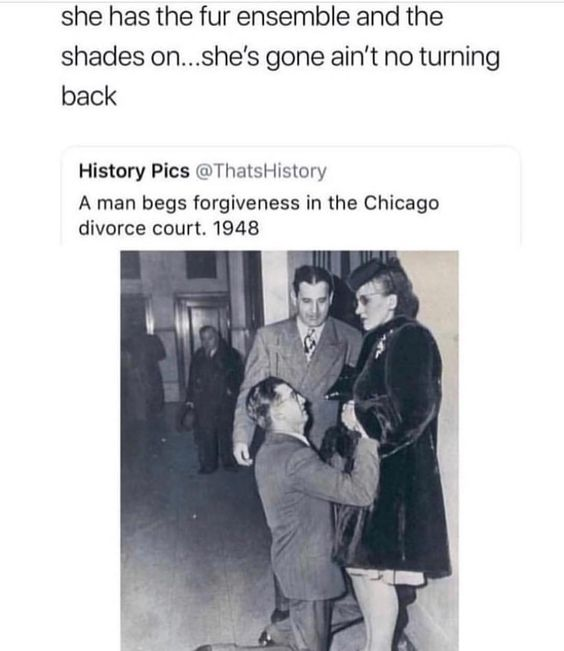 she has the fur ensemble and the
shades on...she's gone ain't no turning
back
History Pics @ThatsHistory
A man begs forgiveness in the Chicago
divorce court. 1948